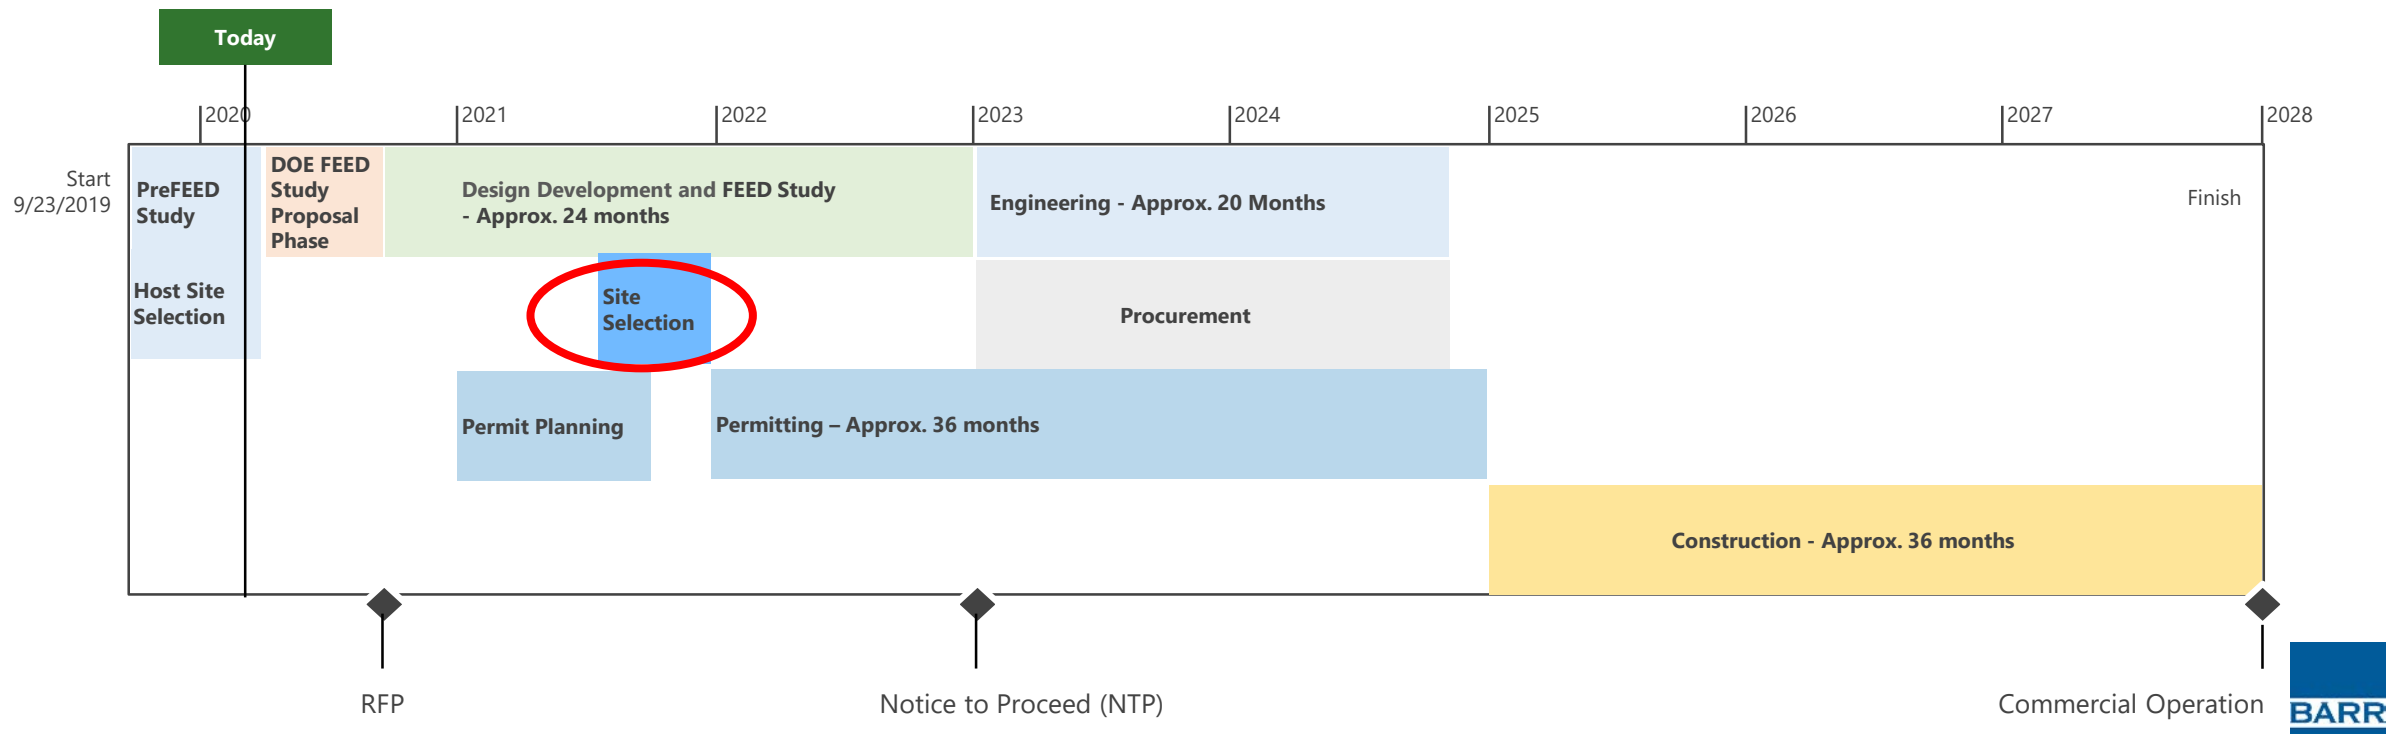 Today
2020
2021
2022
2023
2024
2025
2026
2027
2028
Start
9/23/2019
PreFEED
Study
DOE FEED
Study
Proposal
Phase
Design Development and FEED Study
- Approx. 24 months
Engineering - Approx. 20 Months
Finish
Host Site
Selection
Site
Selection
Procurement
Permit Planning
Permitting – Approx. 36 months
Construction - Approx. 36 months
RFP
Notice to Proceed (NTP)
Commercial Operation
BARR